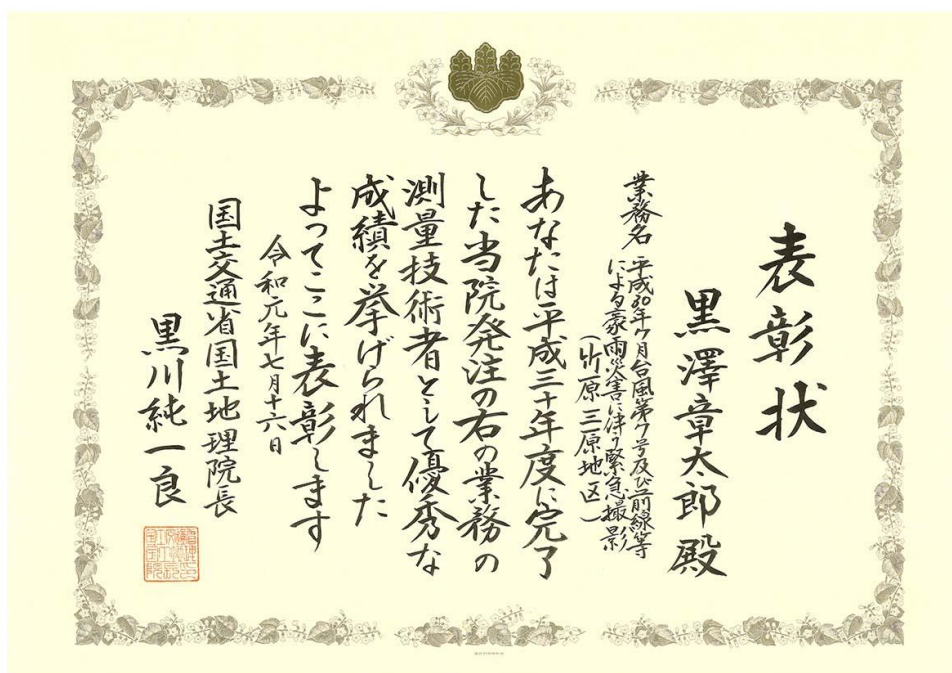 表彰状
黒澤章太郎殿
業務名 平成30年7月台風第7号及び前線等
による豪雨災害に伴う緊急撮影
(竹原三原地区)
あなたは平成三十年度に完了
した当院発注の右の業務の
測量技術者として優秀な
成績を挙げられました
よってここに表彰します
令和元年七月十六日
国土交通省国土地理院長
黒川純一良